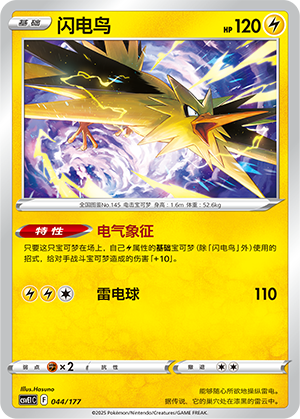 基础 闪电鸟 HP 120
全国图鉴No.145 电击宝可梦 身高：1.6m 体重：52.6kg
特性 电气象征
只要这只宝可梦在场上，自己属性的基础宝可梦（除「闪电鸟」外）使用的
招式，给对手战斗宝可梦造成的伤害「+10」。
雷电球 110
弱点 ×2 抵抗力 撤退
Illus.Hasuno
F 044/177
能够随心所欲地操纵雷电。
据传说，它的巢穴处在漆黑的雷云中。
©2025 Pokémon/Nintendo/Creatures/GAME FREAK.